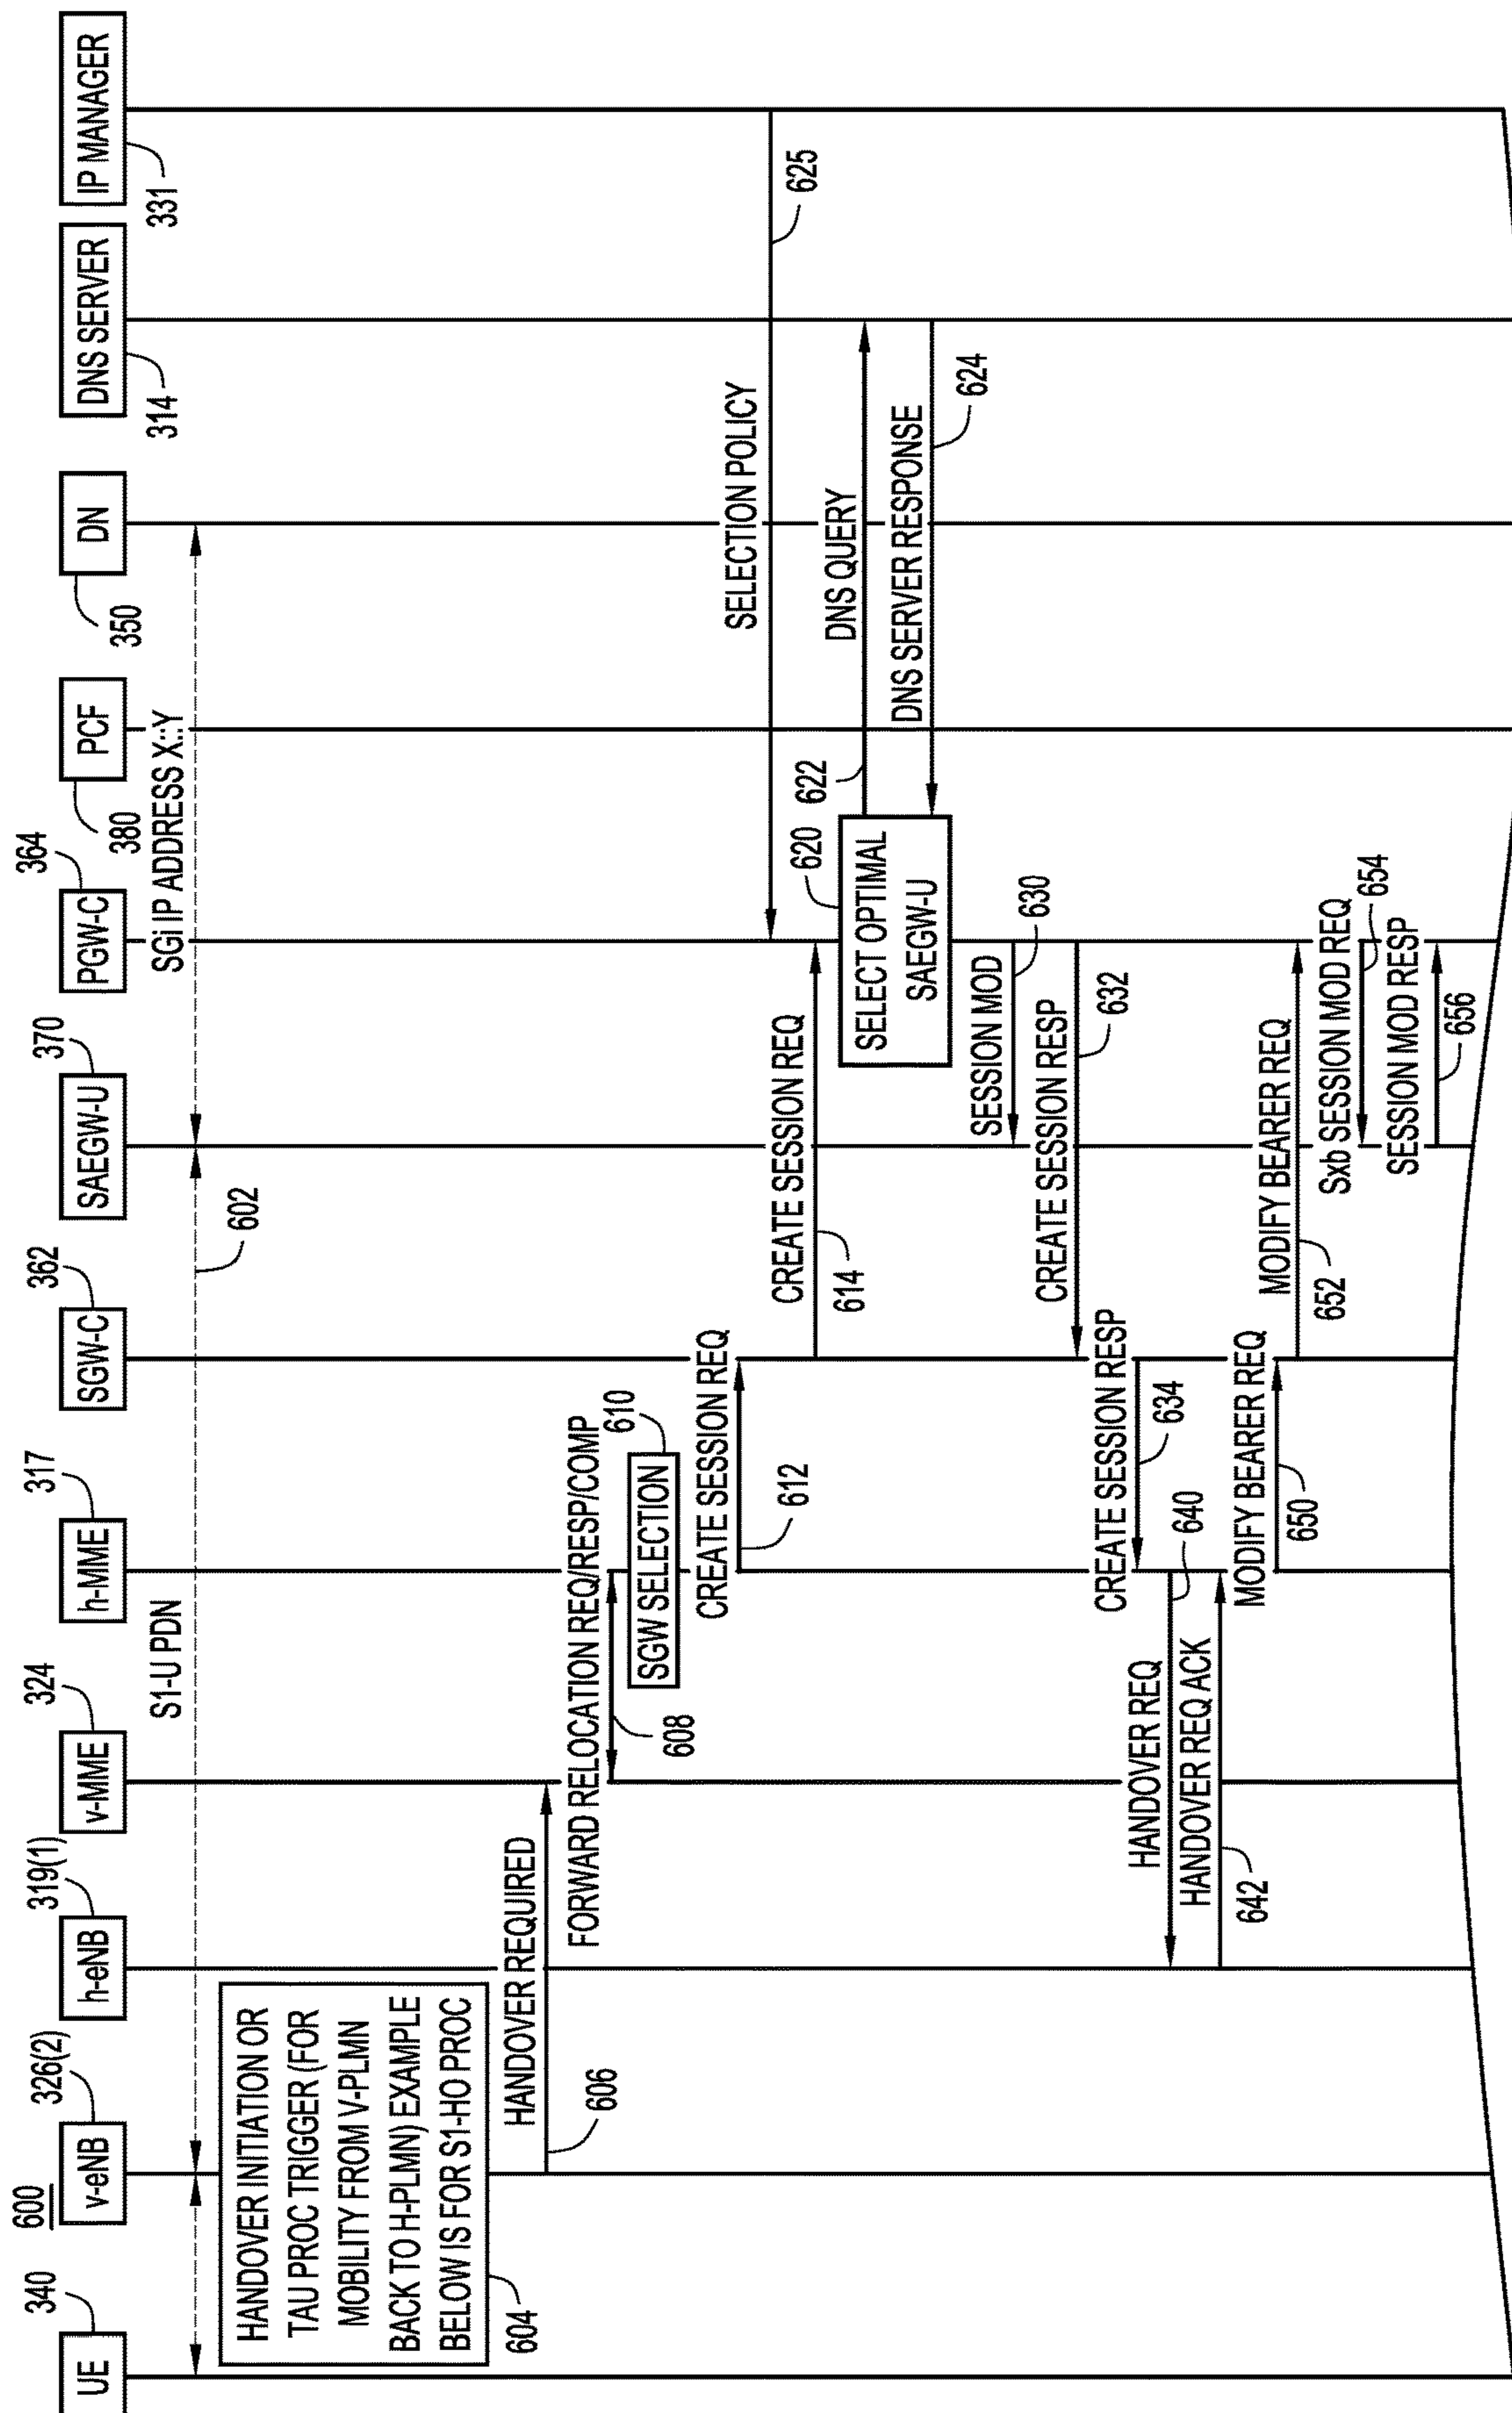 600
UE
340
v-eNB
326(2)
h-eNB
319(1)
v-MME
324
h-MME
317
SGW-C
362
SAEGW-U
370
PGW-C
364
PCF
380
DN
350
DNS SERVER
314
IP MANAGER
331
S1-U PDN
SGi IP ADDRESS X::Y
602
HANDOVER INITIATION OR
TAU PROC TRIGGER (FOR
MOBILITY FROM V-PLMN
BACK TO H-PLMN) EXAMPLE
BELOW IS FOR S1-HO PROC
604
HANDOVER REQUIRED
606
FORWARD RELOCATION REQ/RESP/COMP
608
SGW SELECTION
610
CREATE SESSION REQ
612
SELECTION POLICY
625
CREATE SESSION REQ
614
SELECT OPTIMAL
SAEGW-U
620
DNS QUERY
622
DNS SERVER RESPONSE
624
SESSION MOD
630
CREATE SESSION RESP
632
CREATE SESSION RESP
634
HANDOVER REQ
640
HANDOVER REQ ACK
642
MODIFY BEARER REQ
650
MODIFY BEARER REQ
652
Sxb SESSION MOD REQ
654
SESSION MOD RESP
656